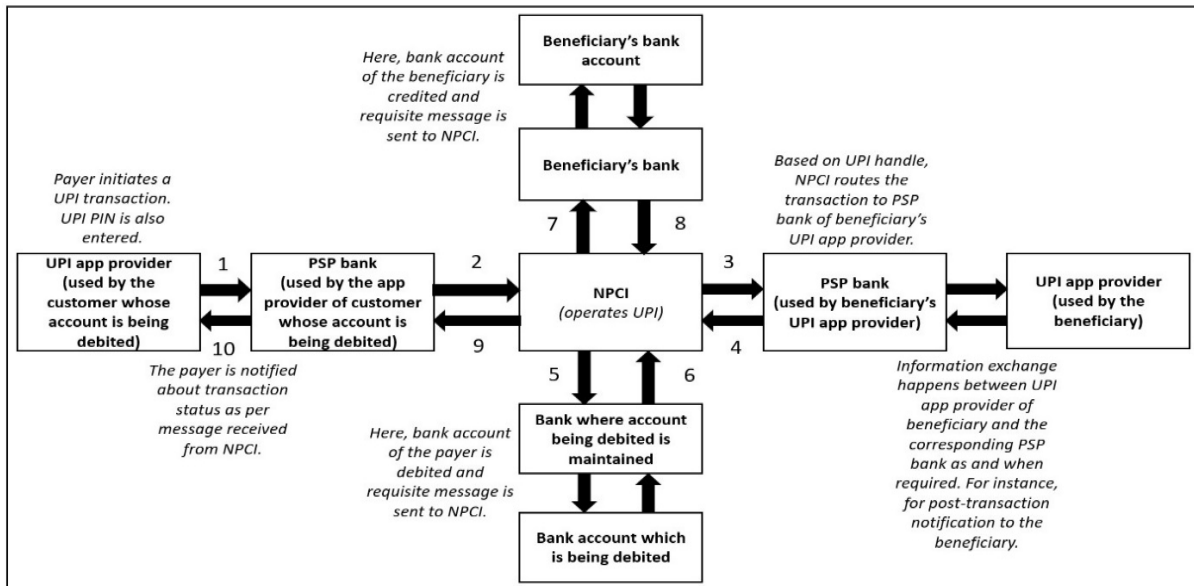 Beneficiary's bank
account
Here, bank account
of the beneficiary is
credited and
requisite message is
sent to NPCI.
Beneficiary's bank
Based on UPI handle,
NPCI routes the
transaction to PSP
bank of beneficiary's
UPI app provider.
Payer initiates a
UPI transaction.
UPI PIN is also
entered.
7
8
UPI app provider
(used by the
customer whose
account is being
debited)
1
10
PSP bank
(used by the app
provider of customer
whose account is
being debited)
2
9
NPCI
(operates UPI)
3
4
PSP bank
(used by beneficiary's
UPI app provider)
UPI app provider
(used by the
beneficiary)
The payer is notified
about transaction
status as per
message received
from NPCI.
5
6
Bank where account
being debited is
maintained
Here, bank account
of the payer is
debited and
requisite message is
sent to NPCI.
Bank account which
is being debited
Information exchange
happens between UPI
app provider of
beneficiary and the
corresponding PSP
bank as and when
required. For instance,
for post-transaction
notification to the
beneficiary.